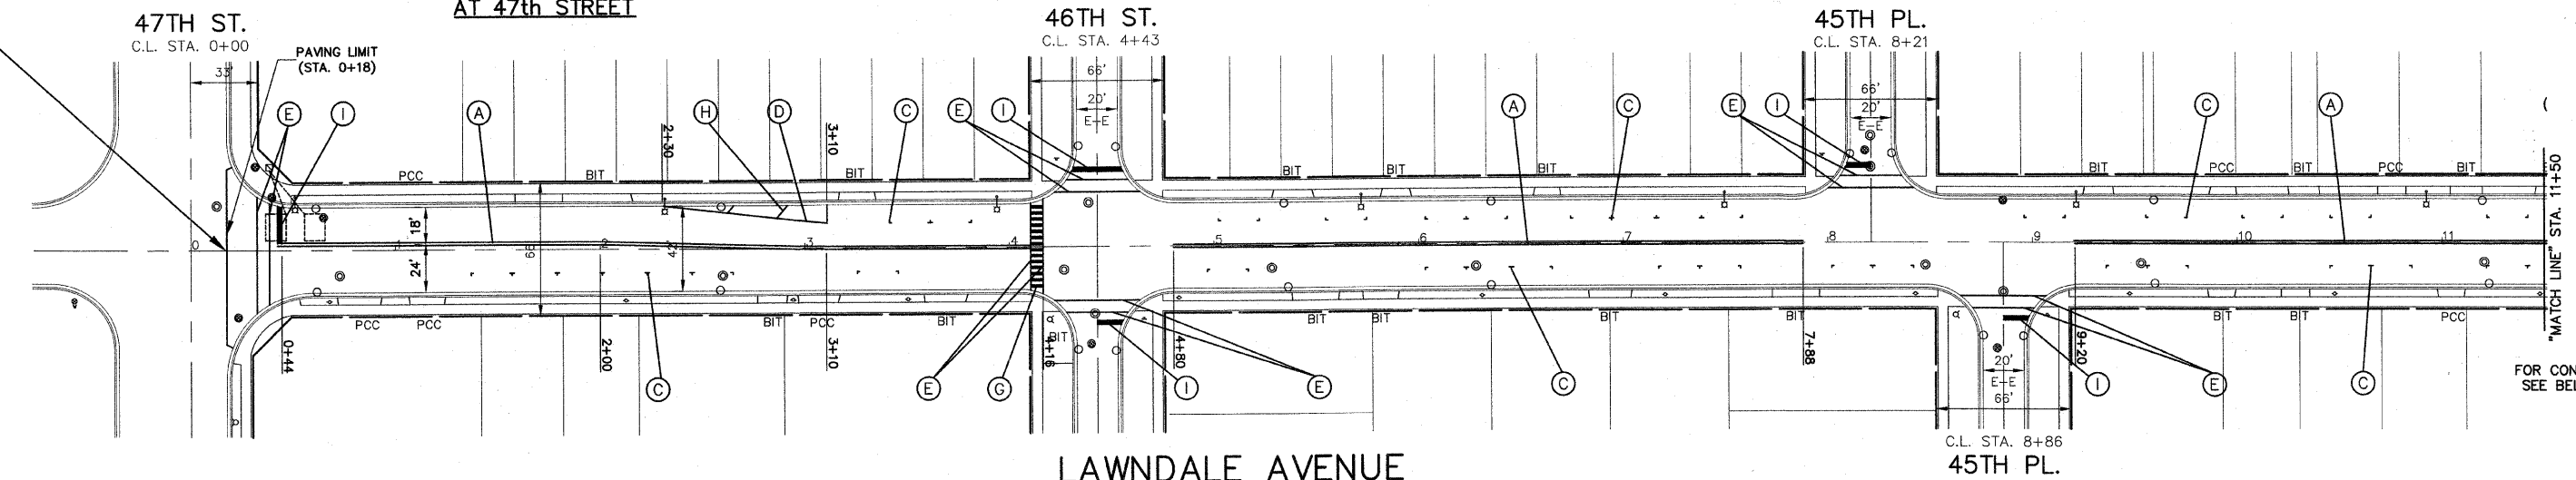 AT 47th STREET
47TH ST.
C.L. STA. 0+00
33'
PAVING LIMIT
(STA. 0+18)
46TH ST.
C.L. STA. 4+43
66'
20'
E-E
45TH PL.
C.L. STA. 8+21
66'
20'
E-E
E I A H D C E I A C E I C A
2+30
3+10
PCC BIT BIT BIT BIT BIT BIT PCC BIT PCC BIT
18'
24'
66'
42'
0 1 2 3 4 5 6 7 8 9 10 11
"MATCH LINE" STA. 11+50
PCC PCC BIT PCC BIT BIT BIT BIT BIT BIT BIT BIT PCC
0+44
2+00
3+10
4+16
4+80
7+88
9+20
C E G I E C I E C
20'
E-E
66'
FOR CON
SEE BE
C.L. STA. 8+86
45TH PL.
LAWNDALE AVENUE